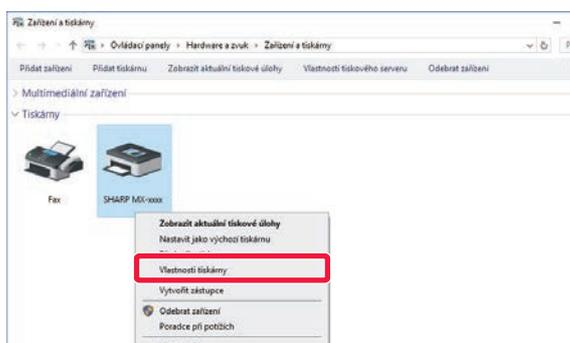 Zařízení a tiskárny
Ovládací panely > Hardware a zvuk > Zařízení a tiskárny
Přidat zařízení Přidat tiskárnu Zobrazit aktuální tiskové úlohy Vlastnosti tiskového serveru Odebrat zařízení
Multimediální zařízení
Tiskárny
Fax SHARP MX-xxxx
Zobrazit aktuální tiskové úlohy
Nastavit jako výchozí tiskárnu
Vlastnosti tiskárny
Vytvořit zástupce
Odebrat zařízení
Poradce při potížích